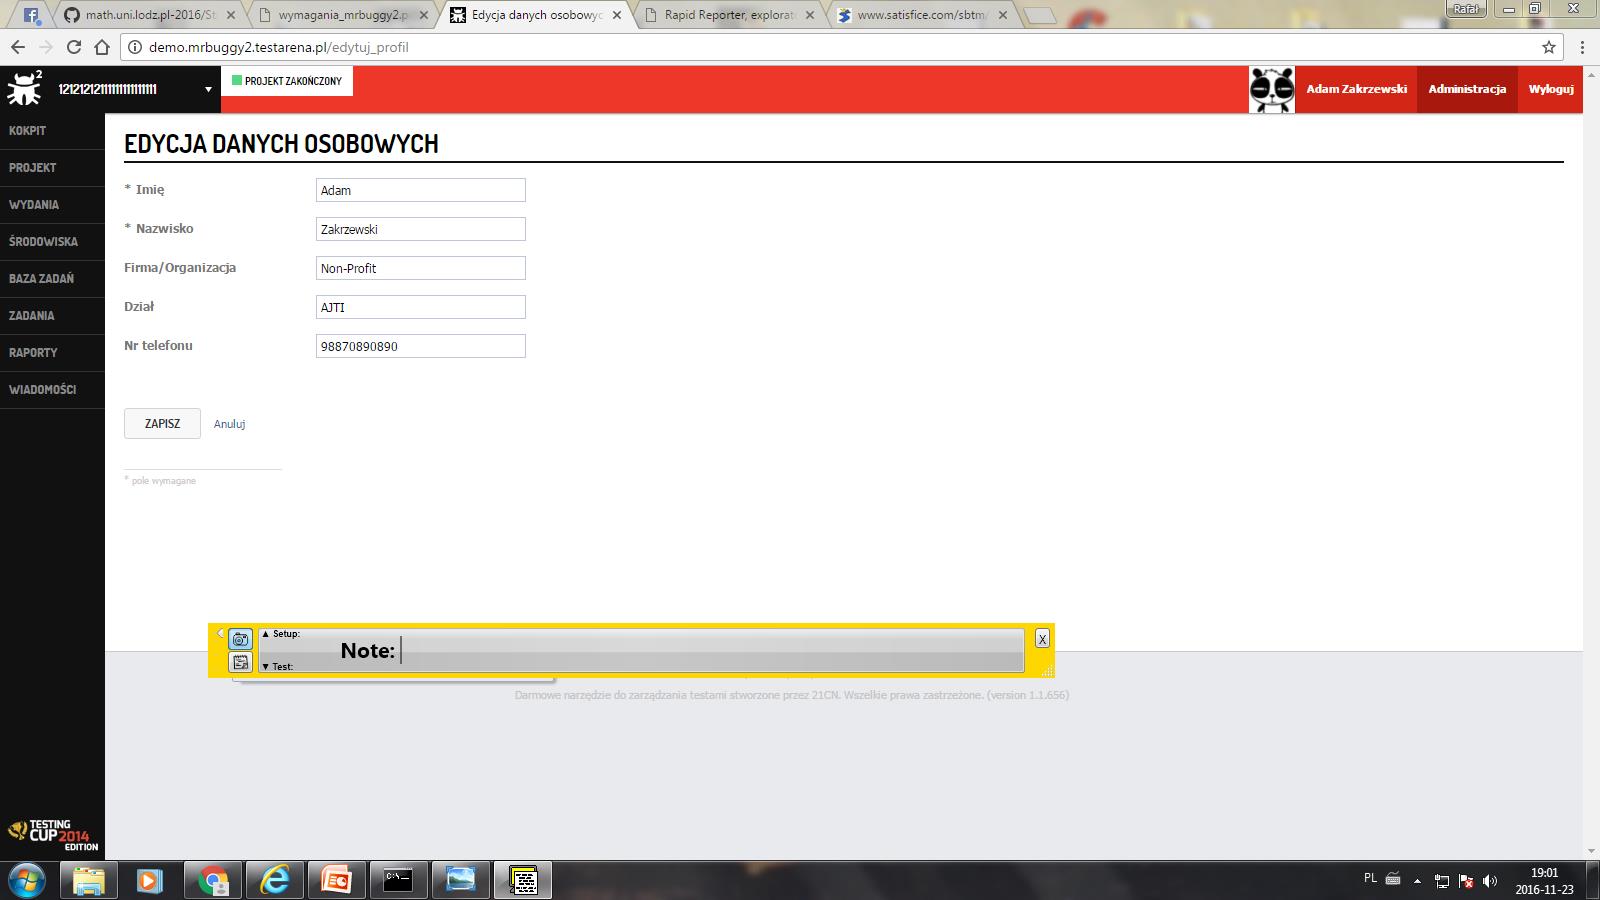 math.uni.lodz.pl-2016/St
wymagania_mrbuggy2.p
Edycja danych osobowyc
Rapid Reporter, explorat
www.satisfice.com/sbtm/
Rafał
demo.mrbuggy2.testarena.pl/edytuj_profil
2
PROJEKT ZAKOŃCZONY
Adam Zakrzewski
Administracja
Wyloguj
KOKPIT
PROJEKT
WYDANIA
ŚRODOWISKA
BAZA ZADAŃ
ZADANIA
RAPORTY
WIADOMOŚCI
EDYCJA DANYCH OSOBOWYCH
* Imię
Adam
* Nazwisko
Zakrzewski
Firma/Organizacja
Non-Profit
Dział
AJTI
Nr telefonu
98870890890
ZAPISZ
Anuluj
* pole wymagane
▲ Setup:
Note:
▼ Test:
X
Darmowe narzędzie do zarządzania testami stworzone przez 21CN. Wszelkie prawa zastrzeżone. (version 1.1.656)
TESTING
CUP 2014
EDITION
C:\_
PL
19:01
2016-11-23